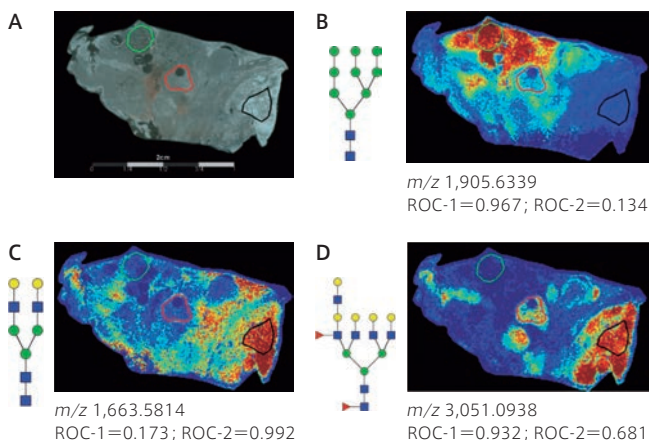 A
2cm
B
m/z 1,905.6339
ROC-1=0.967; ROC-2=0.134
C
m/z 1,663.5814
ROC-1=0.173; ROC-2=0.992
D
m/z 3,051.0938
ROC-1=0.932; ROC-2=0.681